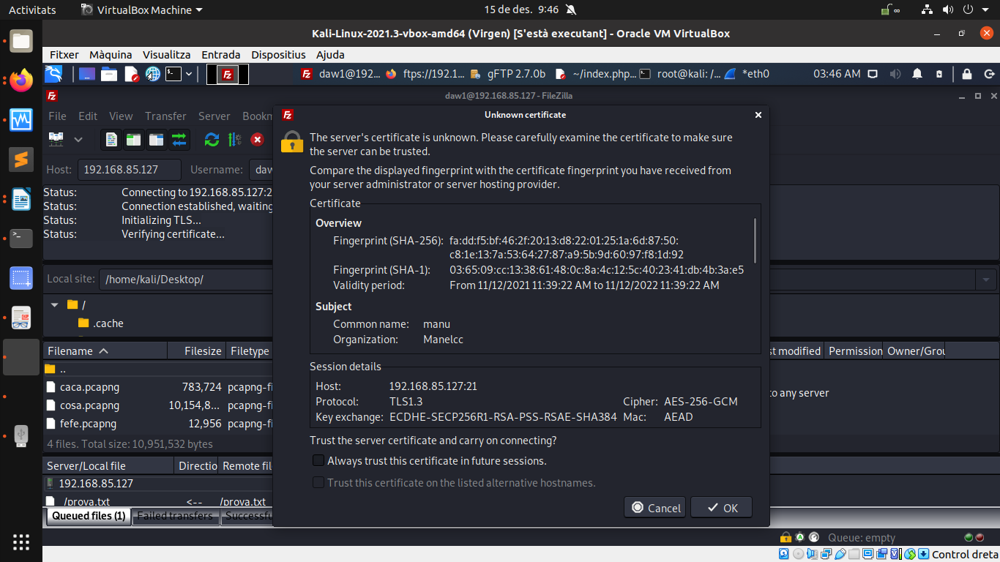 Activitats
VirtualBox Machine
15 de des. 9:46
Kali-Linux-2021.3-vbox-amd64 (Virgen) [S'està executant] - Oracle VM VirtualBox
Fitxer Màquina Visualitza Entrada Dispositius Ajuda
daw1@192... ftps://192.1... gFTP 2.7.0b ~/index.php... root@kali: /... *eth0 03:46 AM
daw1@192.168.85.127 - FileZilla
File Edit View Transfer Server Bookm
Host: 192.168.85.127 Username: daw
Status: Connecting to 192.168.85.127:2
Status: Connection established, waiting
Status: Initializing TLS...
Status: Verifying certificate...
Local site: /home/kali/Desktop/
/
.cache
Filename Filesize Filetype
..
caca.pcapng 783,724 pcapng-fi
cosa.pcapng 10,154,8... pcapng-fi
fefe.pcapng 12,956 pcapng-fi
4 files. Total size: 10,951,532 bytes
st modified Permission Owner/Grou
to any server
Server/Local file Directio Remote fil
192.168.85.127
/prova.txt <-- /prova.txt
Queued files (1) Failed transfers Successfu
Queue: empty
Control dreta
Unknown certificate
The server's certificate is unknown. Please carefully examine the certificate to make sure
the server can be trusted.
Compare the displayed fingerprint with the certificate fingerprint you have received from
your server administrator or server hosting provider.
Certificate
Overview
Fingerprint (SHA-256): fa:dd:f5:bf:46:2f:20:13:d8:22:01:25:1a:6d:87:50:
c8:1e:13:7a:53:64:27:87:a9:5b:9d:60:97:f8:1d:92
Fingerprint (SHA-1): 03:65:09:cc:13:38:61:48:0c:8a:4c:12:5c:40:23:41:db:4b:3a:e5
Validity period: From 11/12/2021 11:39:22 AM to 11/12/2022 11:39:22 AM
Subject
Common name: manu
Organization: Manelcc
Session details
Host: 192.168.85.127:21
Protocol: TLS1.3 Cipher: AES-256-GCM
Key exchange: ECDHE-SECP256R1-RSA-PSS-RSAE-SHA384 Mac: AEAD
Trust the server certificate and carry on connecting?
Always trust this certificate in future sessions.
Trust this certificate on the listed alternative hostnames.
Cancel OK